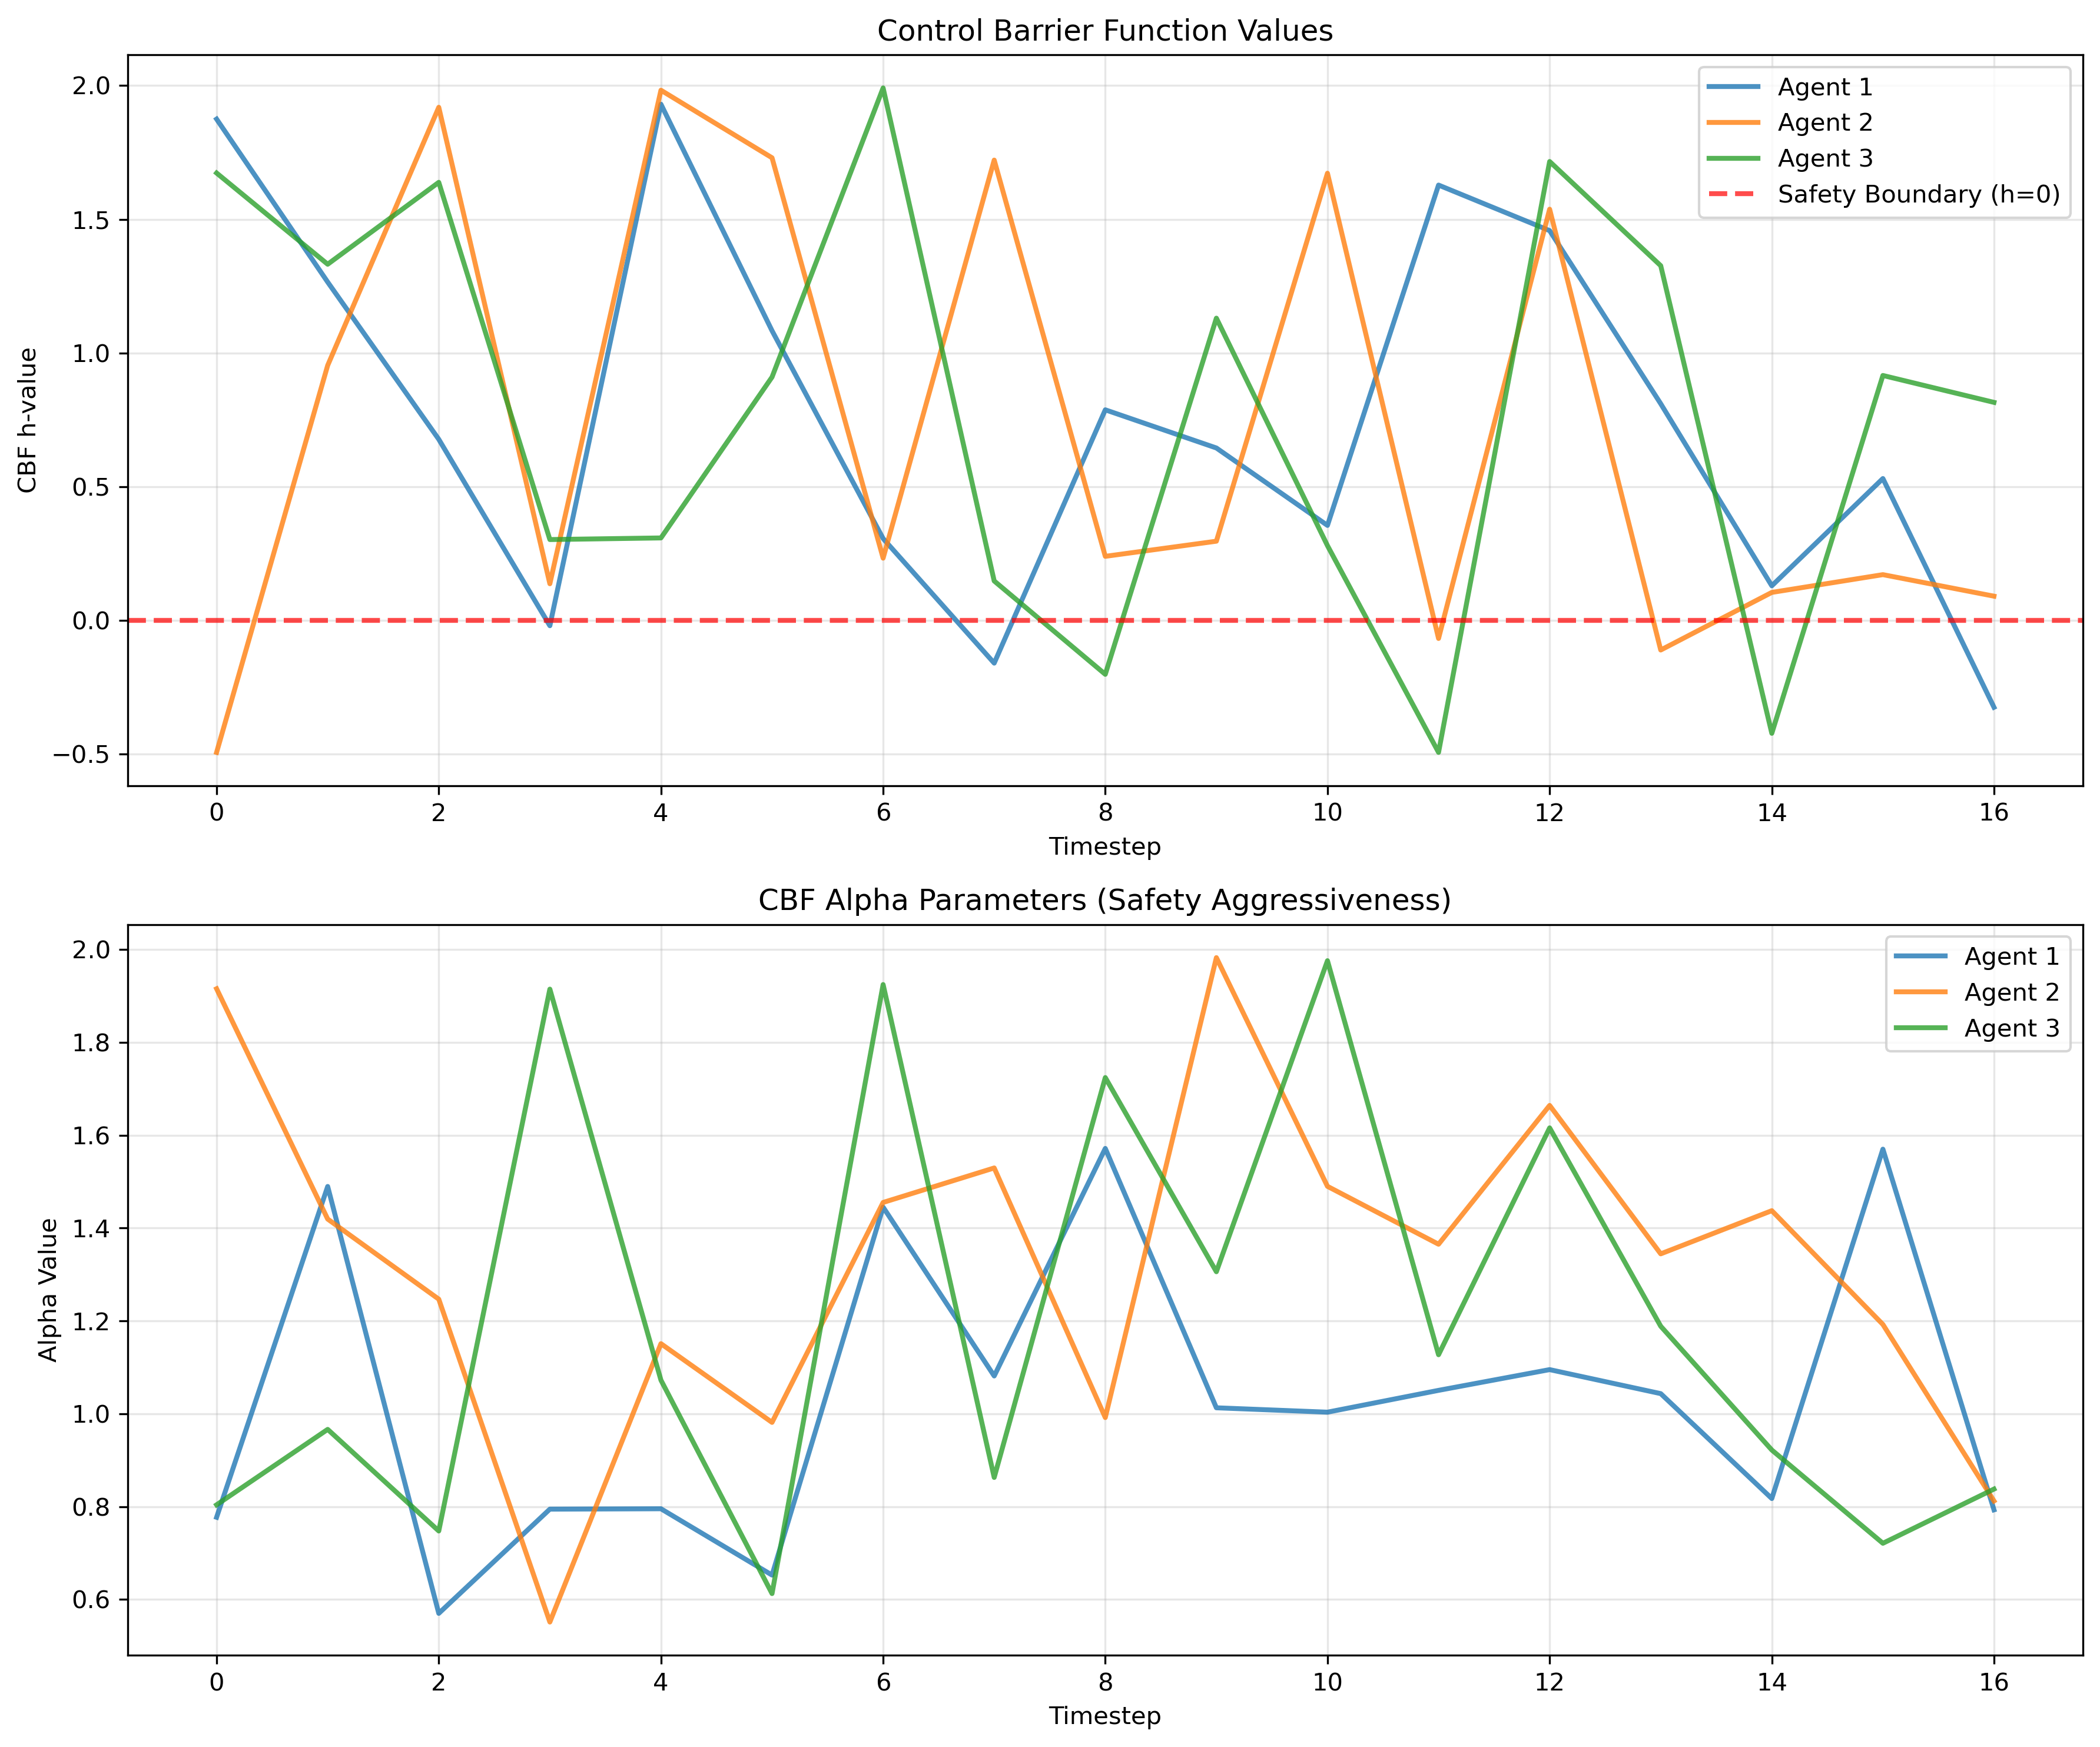 Control Barrier Function Values
CBF h-value
2.0
1.5
1.0
0.5
0.0
−0.5
Agent 1
Agent 2
Agent 3
Safety Boundary (h=0)
0 2 4 6 8 10 12 14 16
Timestep
CBF Alpha Parameters (Safety Aggressiveness)
Alpha Value
2.0
1.8
1.6
1.4
1.2
1.0
0.8
0.6
Agent 1
Agent 2
Agent 3
0 2 4 6 8 10 12 14 16
Timestep